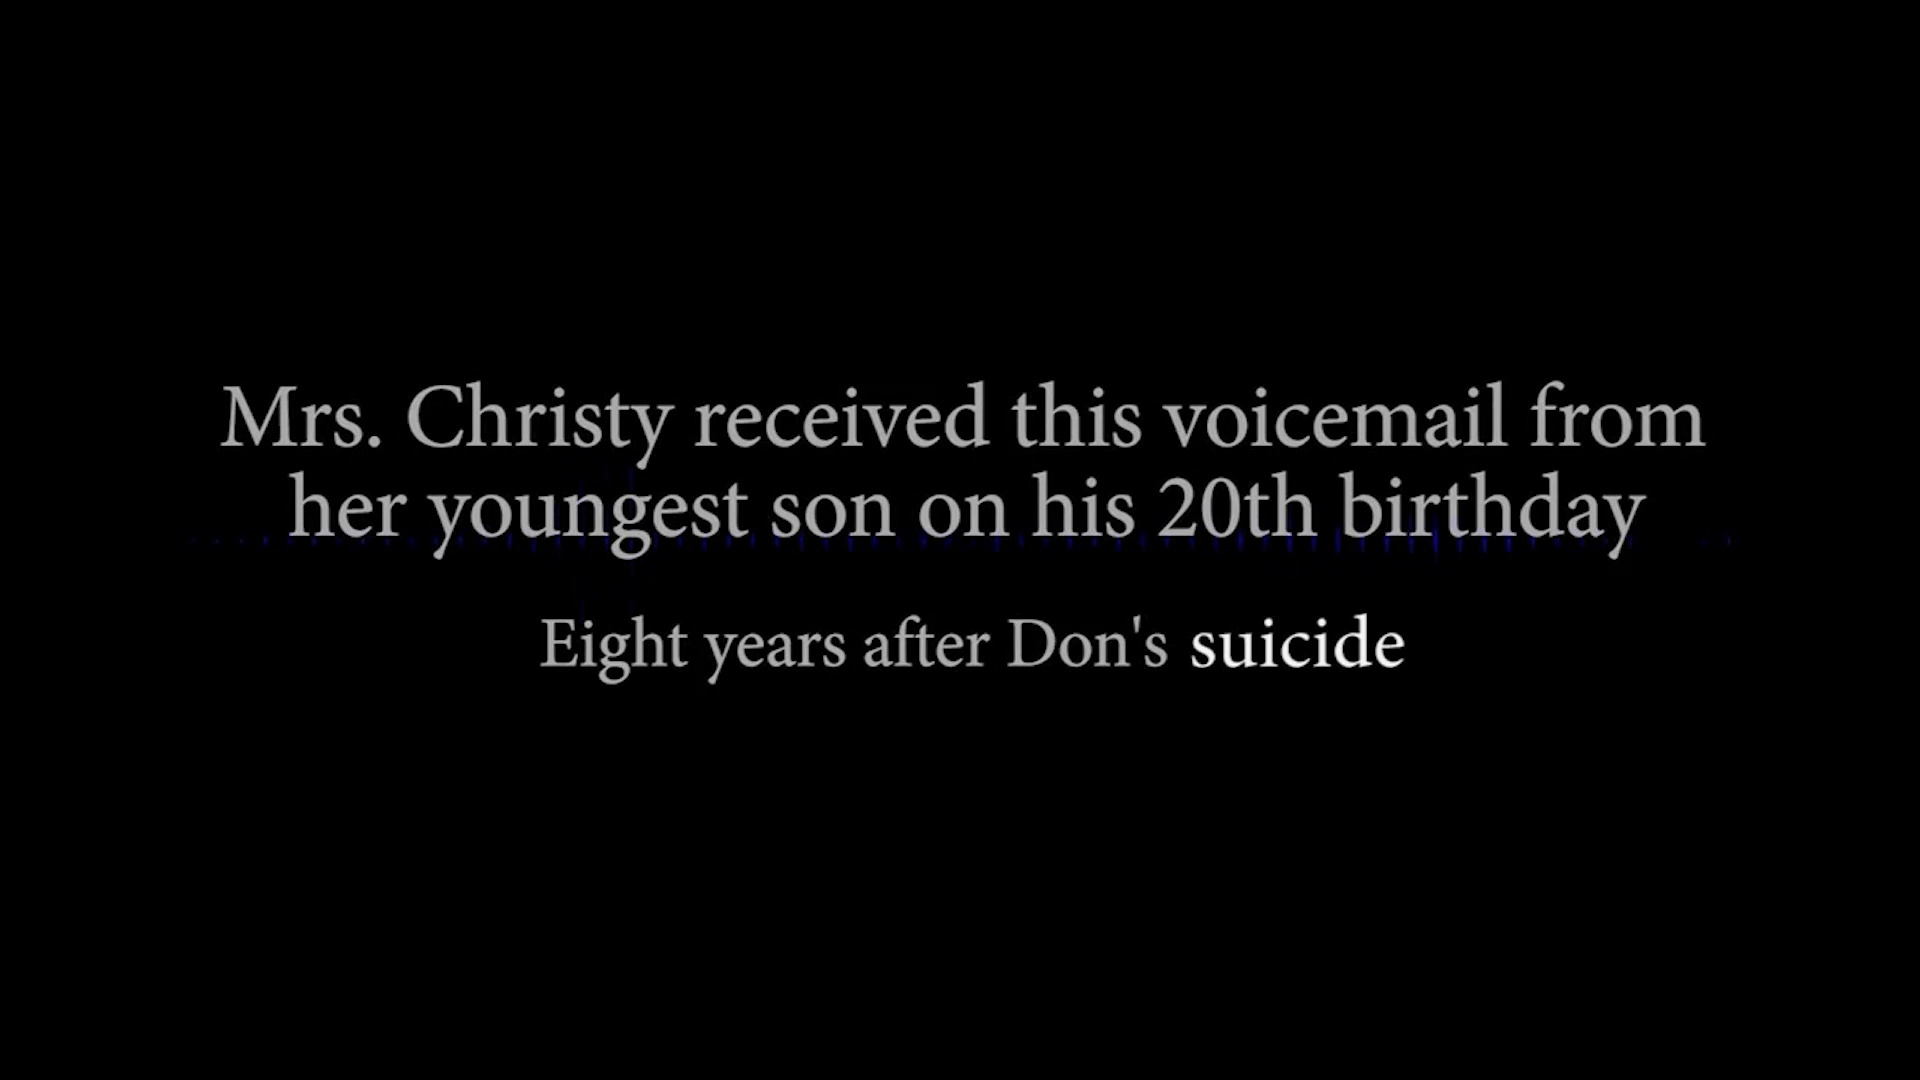 Mrs. Christy received this voicemail from
her youngest son on his 20th birthday
Eight years after Don's suicide